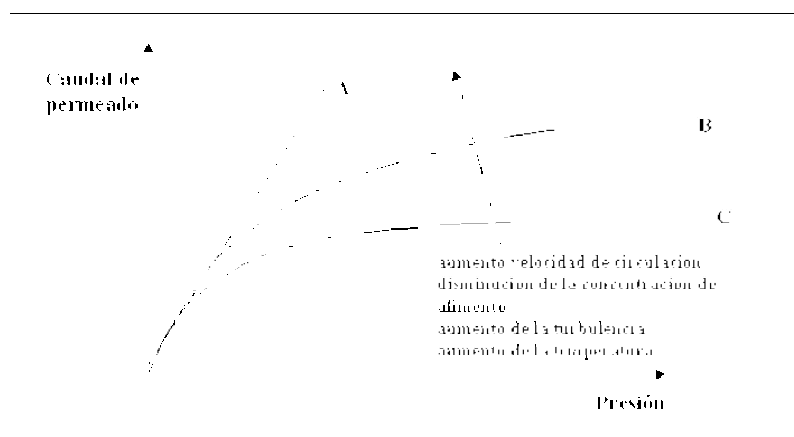 Caudal de
permeado
A
B
C
aumento velocidad de circulacion
disminucion de la concentracion de
alimento
aumento de la turbulencia
aumento de la temperatura
Presión